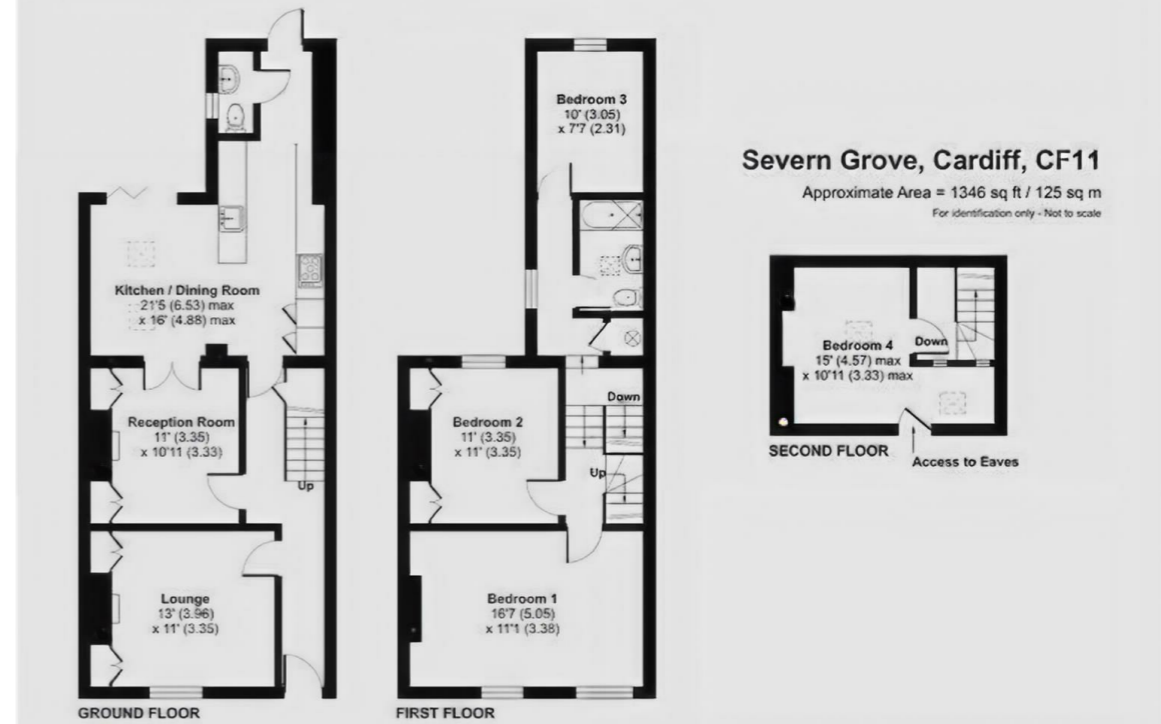 Severn Grove, Cardiff, CF11
Approximate Area = 1346 sq ft / 125 sq m
For identification only - Not to scale
Kitchen / Dining Room
21'5 (6.53) max
x 16' (4.88) max
Reception Room
11' (3.35)
x 10'11 (3.33)
Up
Lounge
13' (3.96)
x 11' (3.35)
GROUND FLOOR
Bedroom 3
10' (3.05)
x 7'7 (2.31)
Down
Bedroom 2
11' (3.35)
x 11' (3.35)
Up
Bedroom 1
16'7 (5.05)
x 11'1 (3.38)
FIRST FLOOR
Down
Bedroom 4
15' (4.57) max
x 10'11 (3.33) max
SECOND FLOOR
Access to Eaves